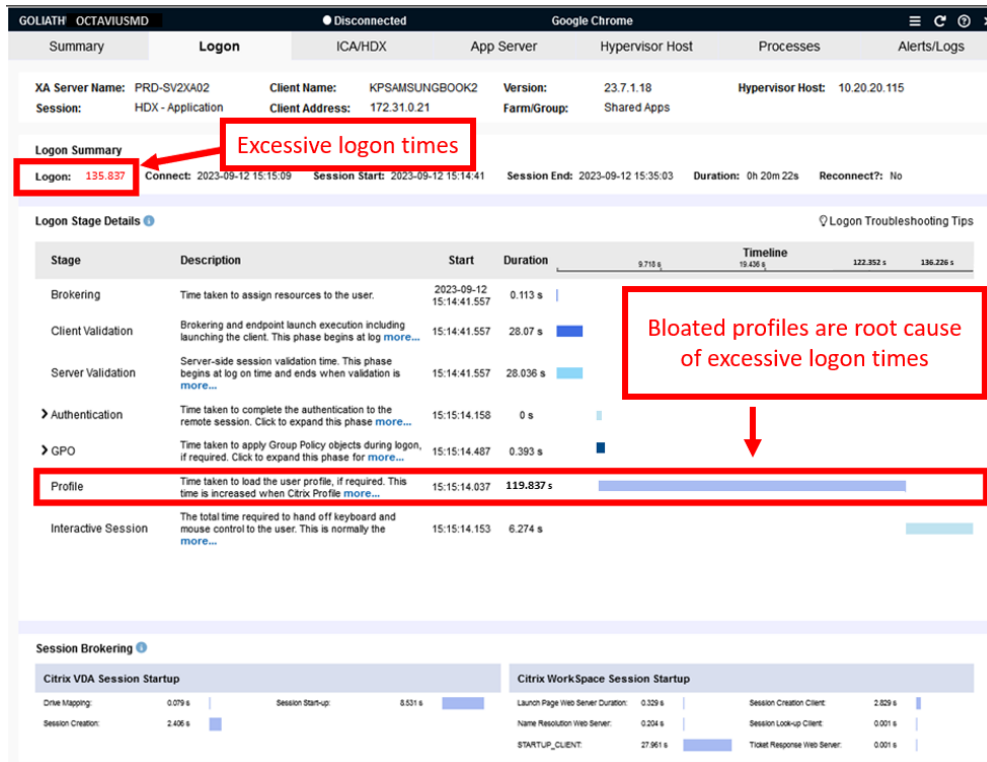 GOLIATH\ OCTAVIUSMD Disconnected Google Chrome
Summary Logon ICA/HDX App Server Hypervisor Host Processes Alerts/Logs
XA Server Name: PRD-SV2XA02 Client Name: KPSAMSUNGBOOK2 Version: 23.7.1.18 Hypervisor Host: 10.20.20.115
Session: HDX - Application Client Address: 172.31.0.21 Farm/Group: Shared Apps
Excessive logon times
Logon Summary
Logon: 135.837 Connect: 2023-09-12 15:15:09 Session Start: 2023-09-12 15:14:41 Session End: 2023-09-12 15:35:03 Duration: 0h 20m 22s Reconnect?: No
Logon Stage Details Logon Troubleshooting Tips
Stage Description Start Duration Timeline
9.718 s 19.436 s 122.352 s 136.226 s
Brokering Time taken to assign resources to the user. 2023-09-12 15:14:41.557 0.113 s
Client Validation Brokering and endpoint launch execution including
launching the client. This phase begins at log more... 15:14:41.557 28.07 s
Server Validation Server-side session validation time. This phase
begins at log on time and ends when validation is
more... 15:14:41.557 28.036 s
Bloated profiles are root cause
of excessive logon times
Authentication Time taken to complete the authentication to the
remote session. Click to expand this phase more... 15:15:14.158 0 s
GPO Time taken to apply Group Policy objects during logon,
if required. Click to expand this phase for more... 15:15:14.487 0.393 s
Profile Time taken to load the user profile, if required. This
time is increased when Citrix Profile more... 15:15:14.037 119.837 s
Interactive Session The total time required to hand off keyboard and
mouse control to the user. This is normally the
more... 15:15:14.153 6.274 s
Session Brokering
Citrix VDA Session Startup Citrix WorkSpace Session Startup
Drive Mapping: 0.079 s Session Start-up: 8.531 s Launch Page Web Server Duration: 0.329 s Session Creation Client: 2.829 s
Session Creation: 2.406 s Name Resolution Web Server: 0.204 s Session Look-up Client: 0.001 s
STARTUP_CLIENT: 27.961 s Ticket Response Web Server: 0.001 s